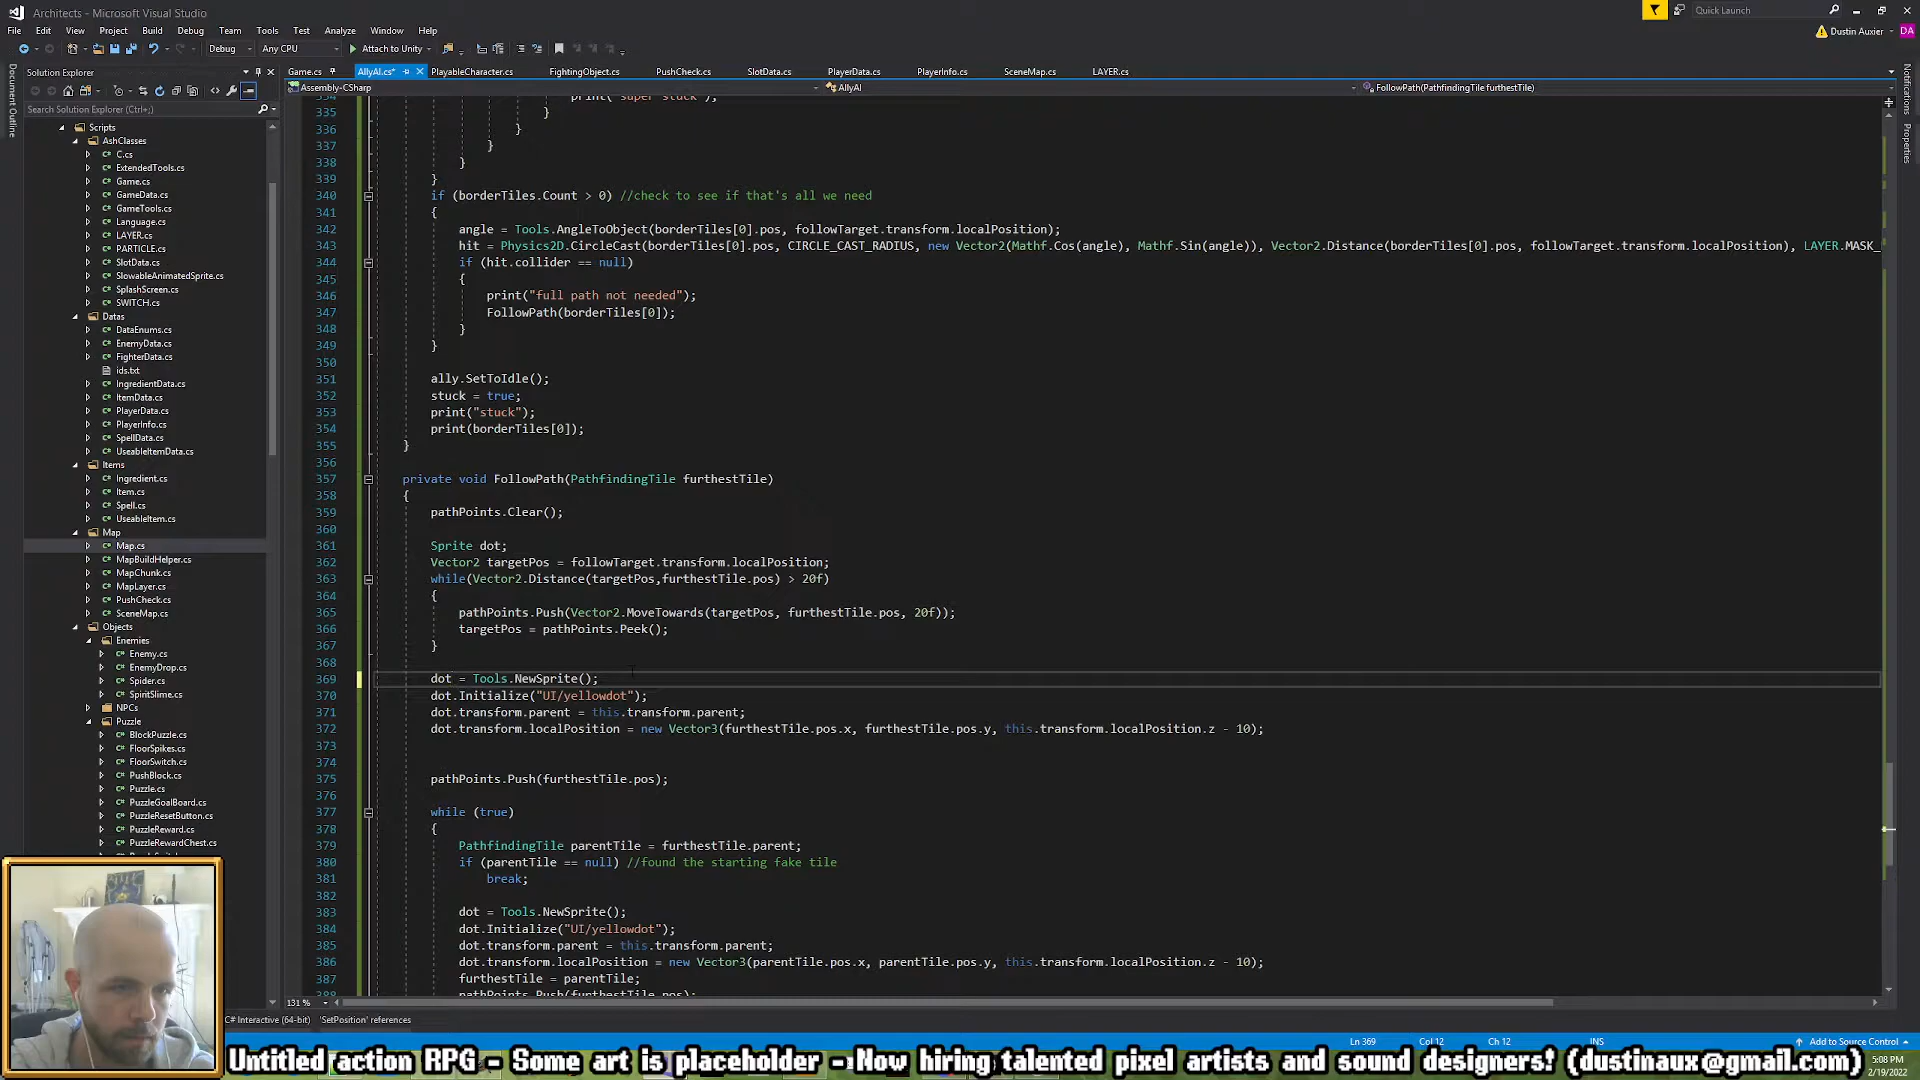 Architects - Microsoft Visual Studio
Quick Launch
File Edit View Project Build Debug Team Tools Test Analyze Window Help
Dustin Auxier DA
Debug Any CPU Attach to Unity
Solution Explorer
Game.cs AllyAI.cs* PlayableCharacter.cs FightingObject.cs PushCheck.cs SlotData.cs PlayerData.cs PlayerInfo.cs SceneMap.cs LAYER.cs
Assembly-CSharp AllyAI FollowPath(PathfindingTile furthestTile)
Document Outline
Notifications
Properties
Search Solution Explorer (Ctrl+;)
Scripts
AshClasses
C.cs
ExtendedTools.cs
Game.cs
GameData.cs
GameTools.cs
Language.cs
LAYER.cs
PARTICLE.cs
SlotData.cs
SlowableAnimatedSprite.cs
SplashScreen.cs
SWITCH.cs
Datas
DataEnums.cs
EnemyData.cs
FighterData.cs
ids.txt
IngredientData.cs
ItemData.cs
PlayerData.cs
PlayerInfo.cs
SpellData.cs
UseableItemData.cs
Items
Ingredient.cs
Item.cs
Spell.cs
UseableItem.cs
Map
Map.cs
MapBuildHelper.cs
MapChunk.cs
MapLayer.cs
PushCheck.cs
SceneMap.cs
Objects
Enemies
Enemy.cs
EnemyDrop.cs
Spider.cs
SpiritSlime.cs
NPCs
Puzzle
BlockPuzzle.cs
FloorSpikes.cs
FloorSwitch.cs
PushBlock.cs
Puzzle.cs
PuzzleGoalBoard.cs
PuzzleResetButton.cs
PuzzleReward.cs
PuzzleRewardChest.cs
334 print("super stuck");
335 }
336 }
337 }
338 }
339 }
340 if (borderTiles.Count > 0) //check to see if that's all we need
341 {
342 angle = Tools.AngleToObject(borderTiles[0].pos, followTarget.transform.localPosition);
343 hit = Physics2D.CircleCast(borderTiles[0].pos, CIRCLE_CAST_RADIUS, new Vector2(Mathf.Cos(angle), Mathf.Sin(angle)), Vector2.Distance(borderTiles[0].pos, followTarget.transform.localPosition), LAYER.MASK_
344 if (hit.collider == null)
345 {
346 print("full path not needed");
347 FollowPath(borderTiles[0]);
348 }
349 }
350
351 ally.SetToIdle();
352 stuck = true;
353 print("stuck");
354 print(borderTiles[0]);
355 }
356
357 private void FollowPath(PathfindingTile furthestTile)
358 {
359 pathPoints.Clear();
360
361 Sprite dot;
362 Vector2 targetPos = followTarget.transform.localPosition;
363 while(Vector2.Distance(targetPos,furthestTile.pos) > 20f)
364 {
365 pathPoints.Push(Vector2.MoveTowards(targetPos, furthestTile.pos, 20f));
366 targetPos = pathPoints.Peek();
367 }
368
369 dot = Tools.NewSprite();
370 dot.Initialize("UI/yellowdot");
371 dot.transform.parent = this.transform.parent;
372 dot.transform.localPosition = new Vector3(furthestTile.pos.x, furthestTile.pos.y, this.transform.localPosition.z - 10);
373
374
375 pathPoints.Push(furthestTile.pos);
376
377 while (true)
378 {
379 PathfindingTile parentTile = furthestTile.parent;
380 if (parentTile == null) //found the starting fake tile
381 break;
382
383 dot = Tools.NewSprite();
384 dot.Initialize("UI/yellowdot");
385 dot.transform.parent = this.transform.parent;
386 dot.transform.localPosition = new Vector3(parentTile.pos.x, parentTile.pos.y, this.transform.localPosition.z - 10);
387 furthestTile = parentTile;
388 pathPoints.Push(furthestTile.pos);
131 %
C# Interactive (64-bit) 'SetPosition' references
Ln 369 Col 12 Ch 12 INS Add to Source Control
Untitled action RPG - Some art is placeholder - Now hiring talented pixel artists and sound designers! (dustinaux@gmail.com)
5:08 PM
2/19/2022